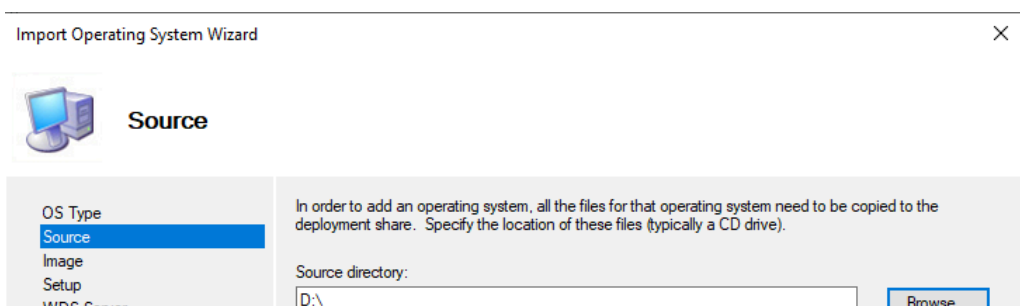 Import Operating System Wizard
Source
OS Type
Source
Image
Setup
WDS Server
In order to add an operating system, all the files for that operating system need to be copied to the
deployment share. Specify the location of these files (typically a CD drive).
Source directory:
D:\
Browse...